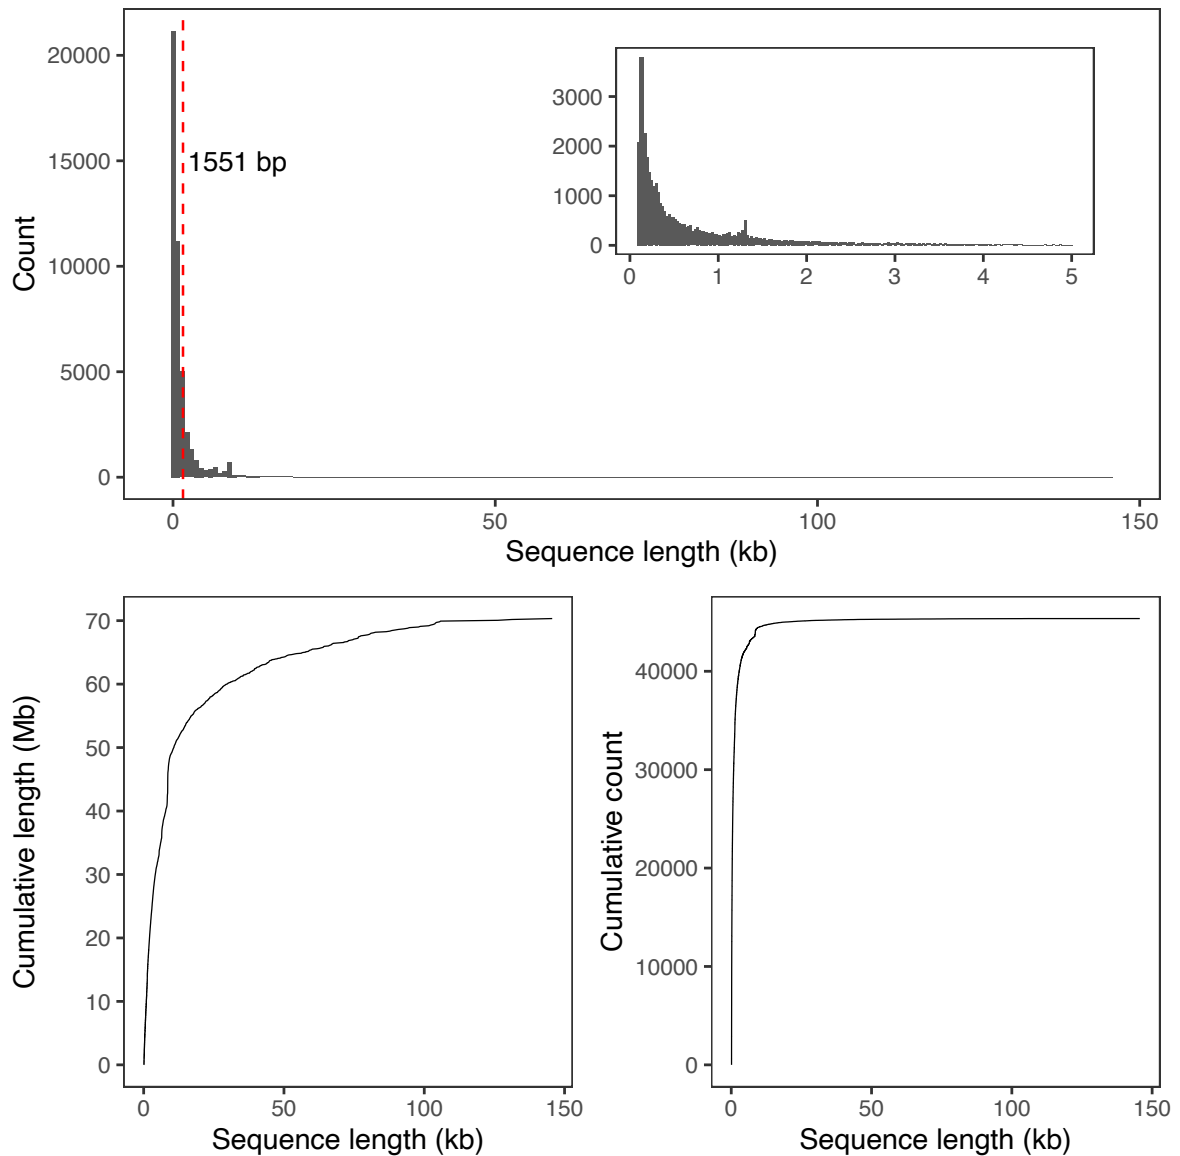 20000
15000
10000
5000
0
Count
1551 bp
3000
2000
1000
0
0 1 2 3 4 5
0 50 100 150
Sequence length (kb)
70
60
50
40
30
20
10
0
Cumulative length (Mb)
0 50 100 150
Sequence length (kb)
40000
30000
20000
10000
0
Cumulative count
0 50 100 150
Sequence length (kb)